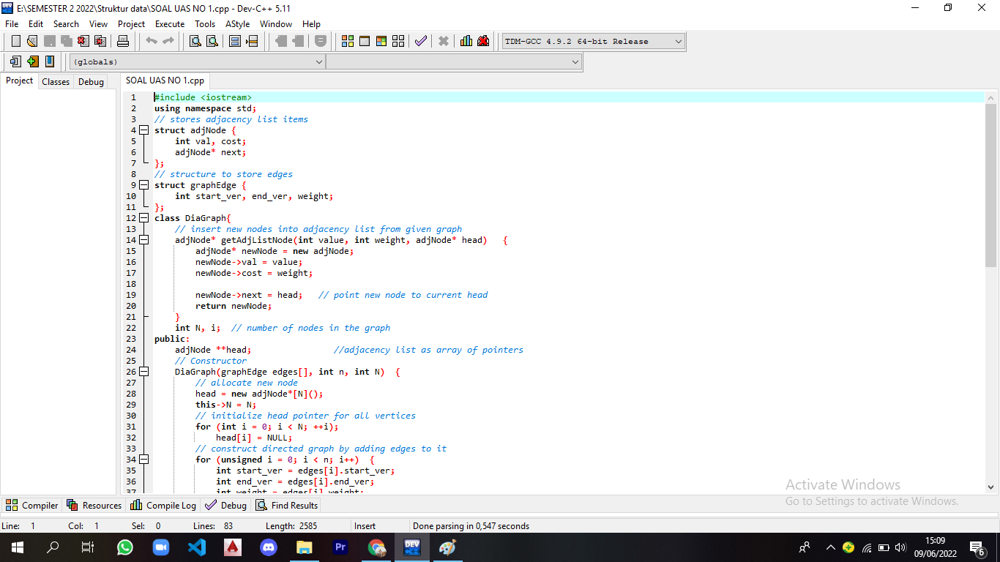 E:\SEMESTER 2 2022\Struktur data\SOAL UAS NO 1.cpp - Dev-C++ 5.11
File Edit Search View Project Execute Tools AStyle Window Help
TDM-GCC 4.9.2 64-bit Release
(globals)
Project Classes Debug
SOAL UAS NO 1.cpp
1 #include <iostream>
2 using namespace std;
3 // stores adjacency list items
4 struct adjNode {
5 int val, cost;
6 adjNode* next;
7 };
8 // structure to store edges
9 struct graphEdge {
10 int start_ver, end_ver, weight;
11 };
12 class DiaGraph{
13 // insert new nodes into adjacency list from given graph
14 adjNode* getAdjListNode(int value, int weight, adjNode* head) {
15 adjNode* newNode = new adjNode;
16 newNode->val = value;
17 newNode->cost = weight;
18
19 newNode->next = head; // point new node to current head
20 return newNode;
21 }
22 int N, i; // number of nodes in the graph
23 public:
24 adjNode **head; //adjacency list as array of pointers
25 // Constructor
26 DiaGraph(graphEdge edges[], int n, int N) {
27 // allocate new node
28 head = new adjNode*[N]();
29 this->N = N;
30 // initialize head pointer for all vertices
31 for (int i = 0; i < N; ++i);
32 head[i] = NULL;
33 // construct directed graph by adding edges to it
34 for (unsigned i = 0; i < n; i++) {
35 int start_ver = edges[i].start_ver;
36 int end_ver = edges[i].end_ver;
37 int weight = edges[i].weight;
Activate Windows
Go to Settings to activate Windows.
Compiler Resources Compile Log Debug Find Results
Line: 1 Col: 1 Sel: 0 Lines: 83 Length: 2585 Insert Done parsing in 0,547 seconds
DEV
Pr
DEV
15:09
09/06/2022
6